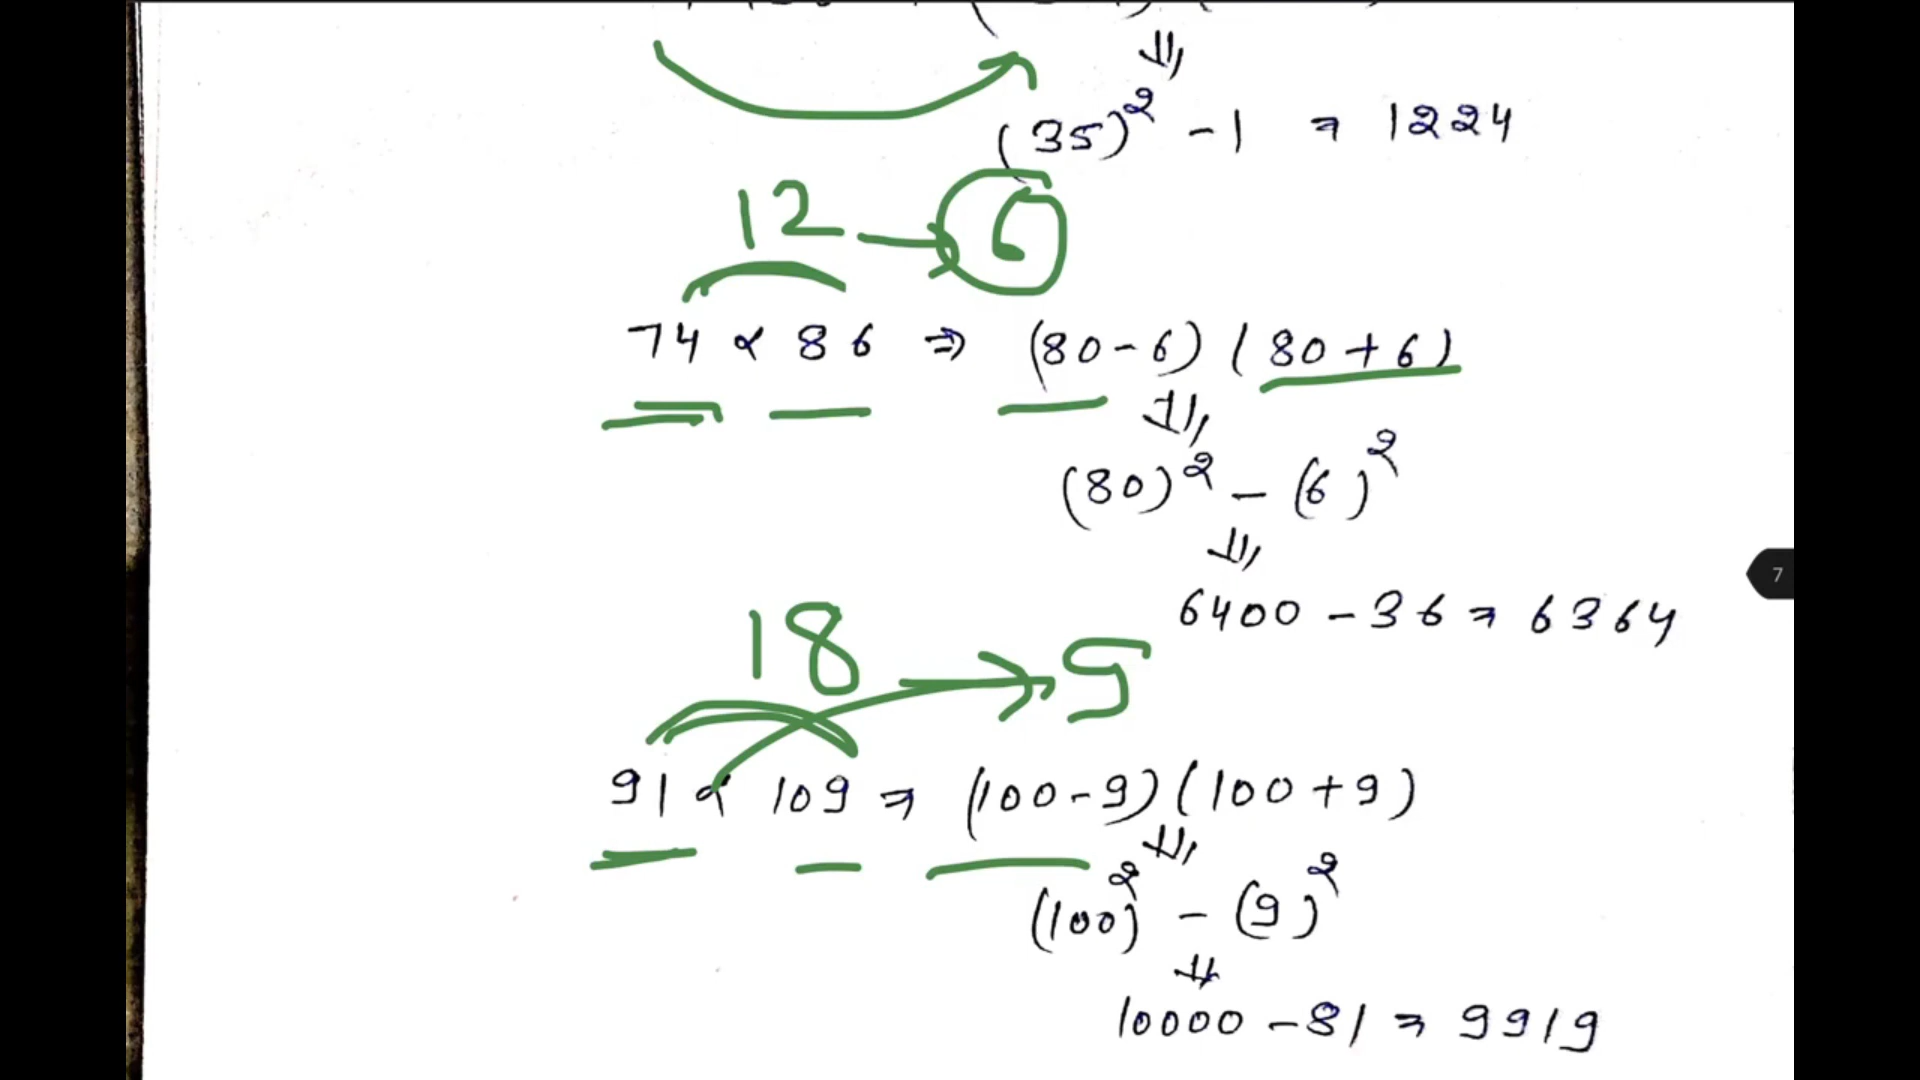 (35)² - 1 = 1224
12 → 6
74 × 86 ⇒ (80 - 6) (80 + 6)
(80)² - (6)²
6400 - 36 = 6364
18 → 9
91 × 109 = (100 - 9) (100 + 9)
(100)² - (9)²
10000 - 81 = 9919
7